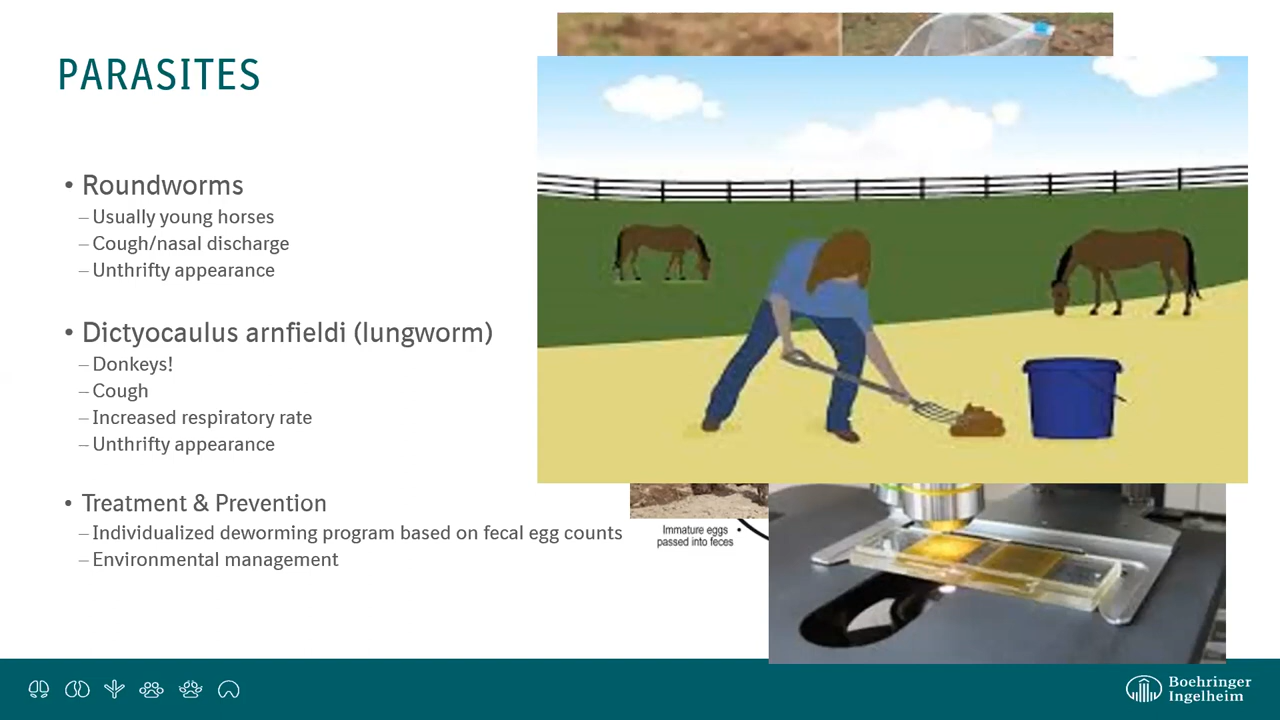 PARASITES
• Roundworms
– Usually young horses
– Cough/nasal discharge
– Unthrifty appearance
• Dictyocaulus arnfieldi (lungworm)
– Donkeys!
– Cough
– Increased respiratory rate
– Unthrifty appearance
• Treatment & Prevention
– Individualized deworming program based on fecal egg counts
– Environmental management
Immature eggs
passed into feces
Boehringer
Ingelheim